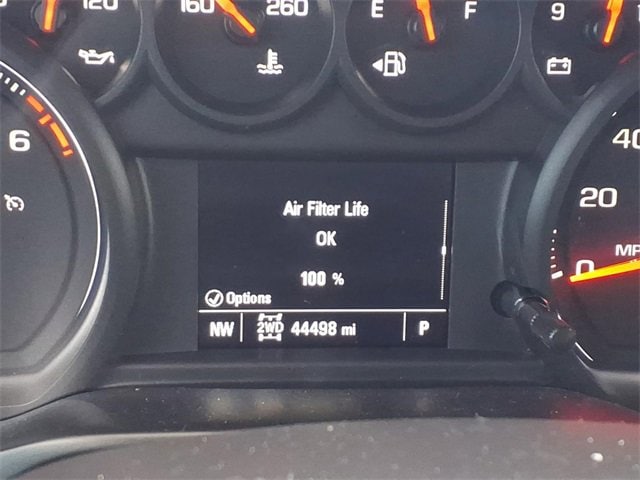 120
160 260
E F
9
6
40
20
0
MP
Air Filter Life
OK
100 %
Options
NW 2WD 44498 mi P